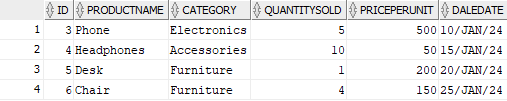 ID PRODUCTNAME CATEGORY QUANTITYSOLD PRICEPERUNIT DALEDATE
1 3 Phone Electronics 5 500 10/JAN/24
2 4 Headphones Accessories 10 50 15/JAN/24
3 5 Desk Furniture 1 200 20/JAN/24
4 6 Chair Furniture 4 150 25/JAN/24